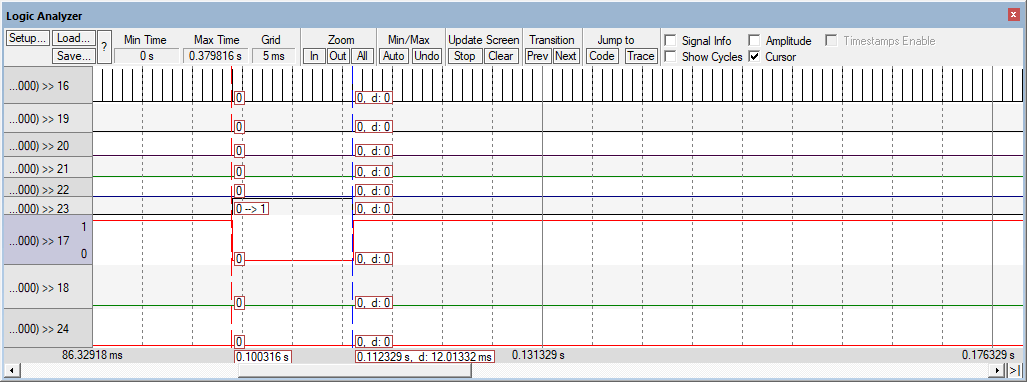 Logic Analyzer
Setup... Load... Save... ? Min Time Max Time Grid Zoom Min/Max Update Screen Transition Jump to Signal Info Amplitude Timestamps Enable
0 s 0.379816 s 5 ms In Out All Auto Undo Stop Clear Prev Next Code Trace Show Cycles Cursor
...000) >> 16
0 0, d: 0
...000) >> 19
0 0, d: 0
...000) >> 20
0 0, d: 0
...000) >> 21
0 0, d: 0
...000) >> 22
0 0, d: 0
...000) >> 23
0 --> 1 0, d: 0
1
...000) >> 17
0
0 0, d: 0
...000) >> 18
0 0, d: 0
...000) >> 24
0 0, d: 0
86.32918 ms 0.100316 s 0.112329 s, d: 12.01332 ms 0.131329 s 0.176329 s
>|